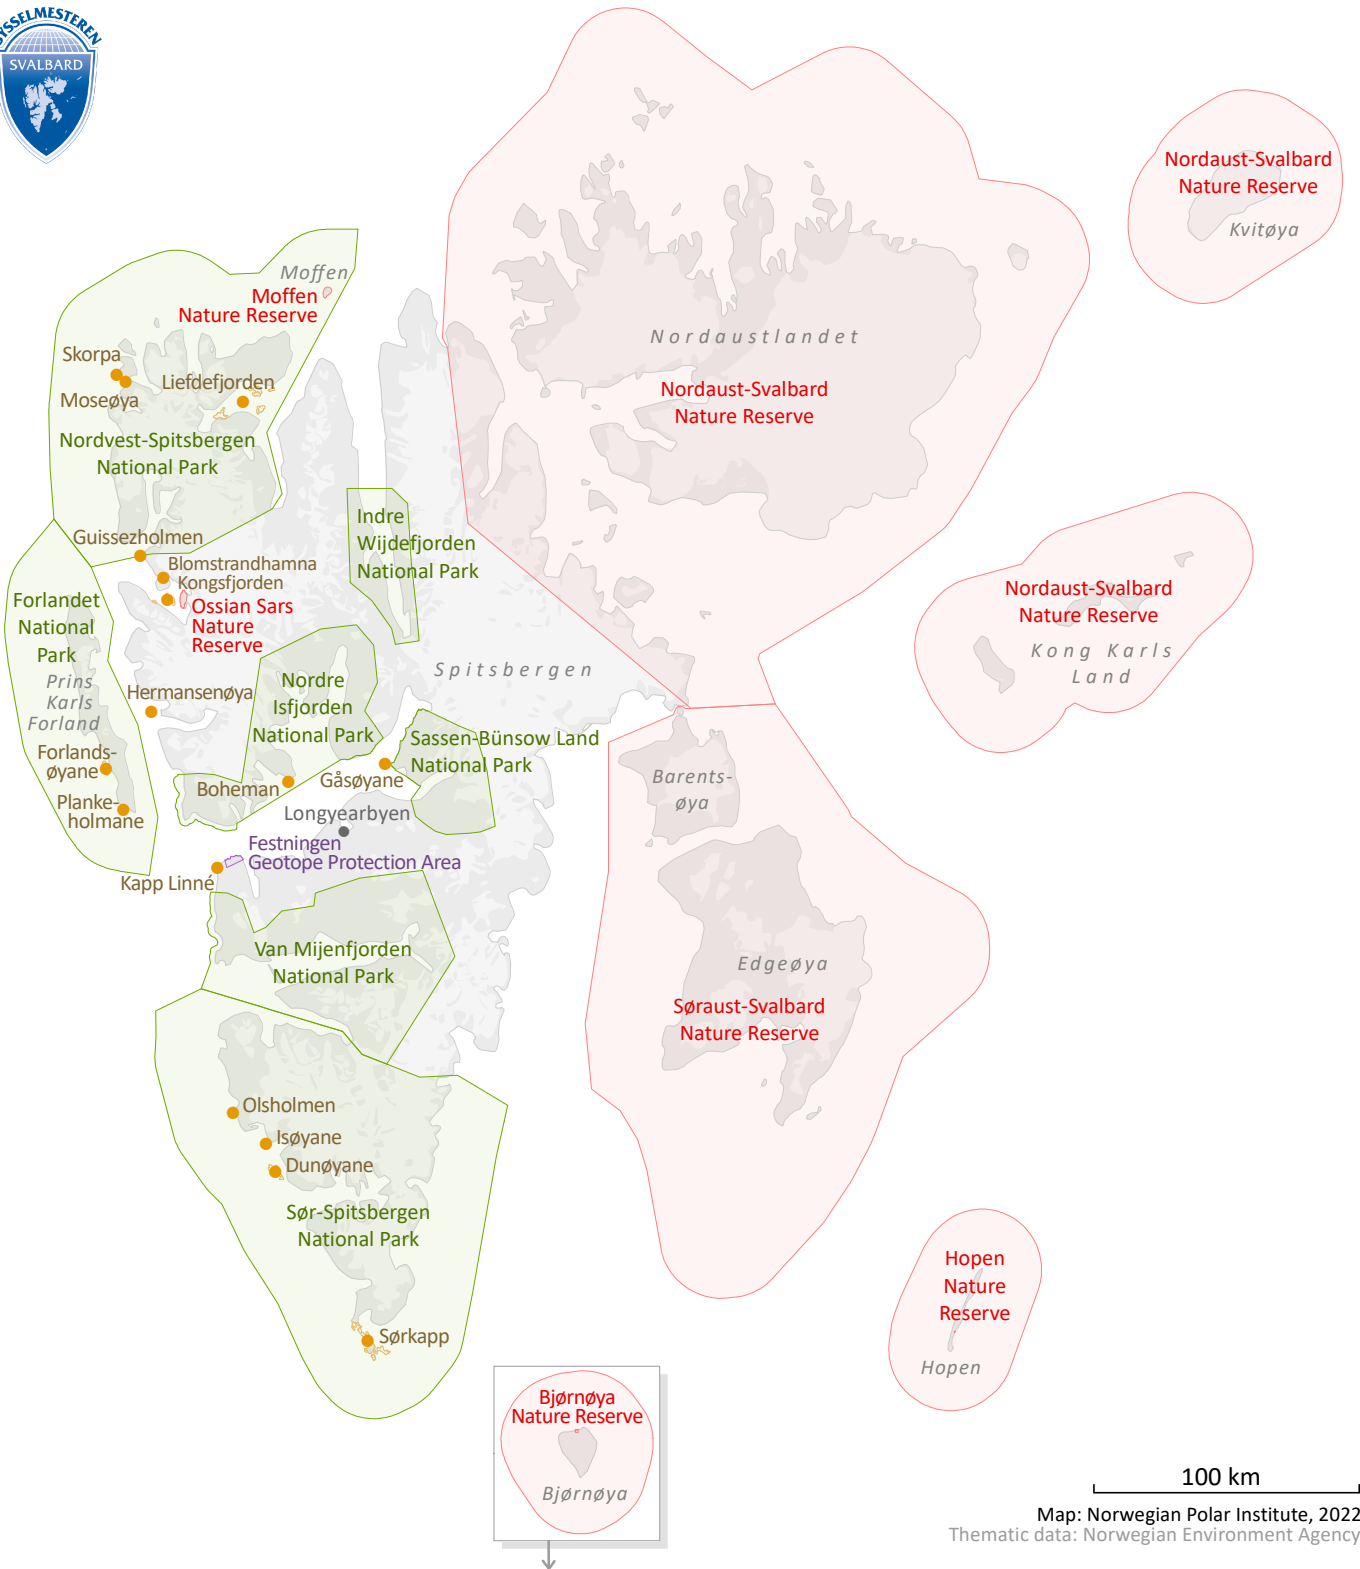 SYSSELMESTEREN
SVALBARD
Nordaust-Svalbard
Nature Reserve
Kvitøya
Moffen
Moffen
Nature Reserve
Skorpa
Moseøya
Liefdefjorden
Nordvest-Spitsbergen
National Park
Nordaustlandet
Nordaust-Svalbard
Nature Reserve
Indre
Wijdefjorden
National Park
Guissezholmen
Blomstrandhamna
Kongsfjorden
Ossian Sars
Nature
Reserve
Forlandet
National
Park
Prins
Karls
Forland
Nordaust-Svalbard
Nature Reserve
Kong Karls
Land
Spitsbergen
Hermansenøya
Nordre
Isfjorden
National Park
Sassen-Bünsow Land
National Park
Forlands-
øyane
Planke-
holmane
Boheman
Gåsøyane
Longyearbyen
Barents-
øya
Festningen
Geotope Protection Area
Kapp Linné
Van Mijenfjorden
National Park
Edgeøya
Søraust-Svalbard
Nature Reserve
Olsholmen
Isøyane
Dunøyane
Sør-Spitsbergen
National Park
Sørkapp
Hopen
Nature
Reserve
Hopen
Bjørnøya
Nature Reserve
Bjørnøya
100 km
Map: Norwegian Polar Institute, 2022
Thematic data: Norwegian Environment Agency